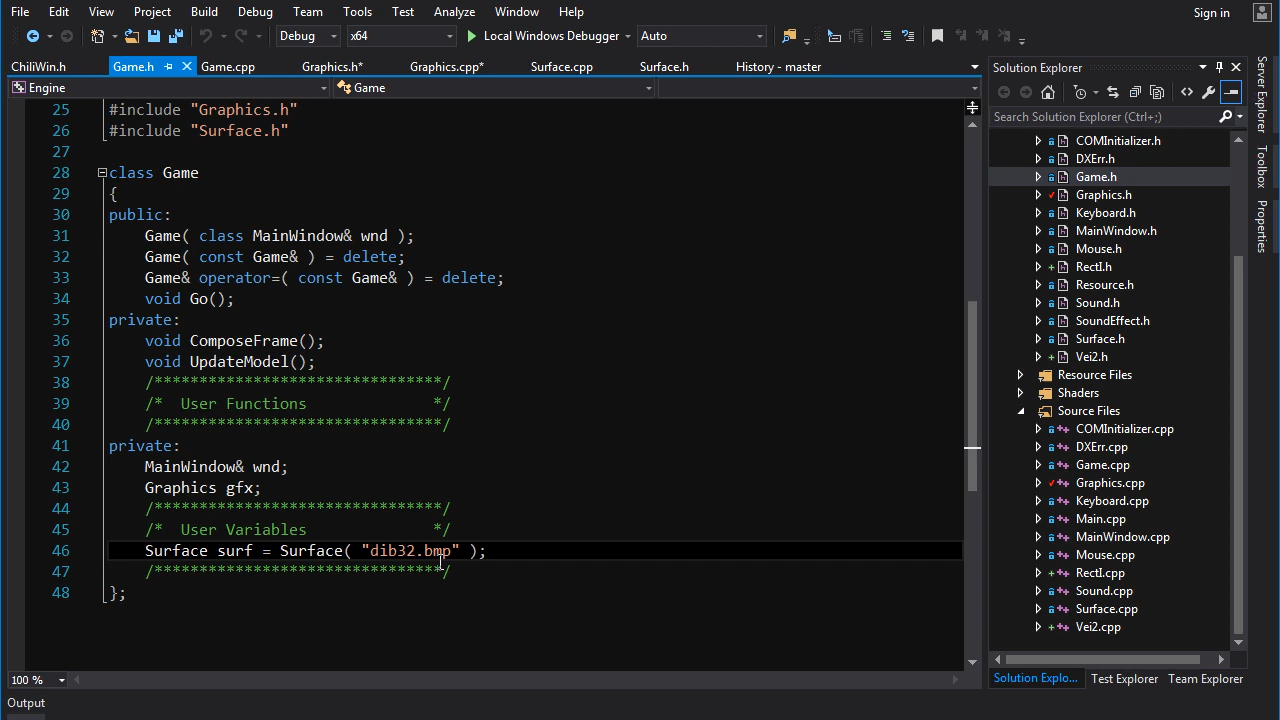 File Edit View Project Build Debug Team Tools Test Analyze Window Help Sign in
Debug x64 Local Windows Debugger Auto
ChiliWin.h Game.h Game.cpp Graphics.h* Graphics.cpp* Surface.cpp Surface.h History - master
Engine Game
25 #include "Graphics.h"
26 #include "Surface.h"
27
28 class Game
29 {
30 public:
31 Game( class MainWindow& wnd );
32 Game( const Game& ) = delete;
33 Game& operator=( const Game& ) = delete;
34 void Go();
35 private:
36 void ComposeFrame();
37 void UpdateModel();
38 /********************************/
39 /*  User Functions              */
40 /********************************/
41 private:
42 MainWindow& wnd;
43 Graphics gfx;
44 /********************************/
45 /*  User Variables              */
46 Surface surf = Surface( "dib32.bmp" );
47 /********************************/
48 };
100 %
Output
Solution Explorer
Search Solution Explorer (Ctrl+;)
COMInitializer.h
DXErr.h
Game.h
Graphics.h
Keyboard.h
MainWindow.h
Mouse.h
RectI.h
Resource.h
Sound.h
SoundEffect.h
Surface.h
Vei2.h
Resource Files
Shaders
Source Files
COMInitializer.cpp
DXErr.cpp
Game.cpp
Graphics.cpp
Keyboard.cpp
Main.cpp
MainWindow.cpp
Mouse.cpp
RectI.cpp
Sound.cpp
Surface.cpp
Vei2.cpp
Solution Explo... Test Explorer Team Explorer
Server Explorer
Toolbox
Properties